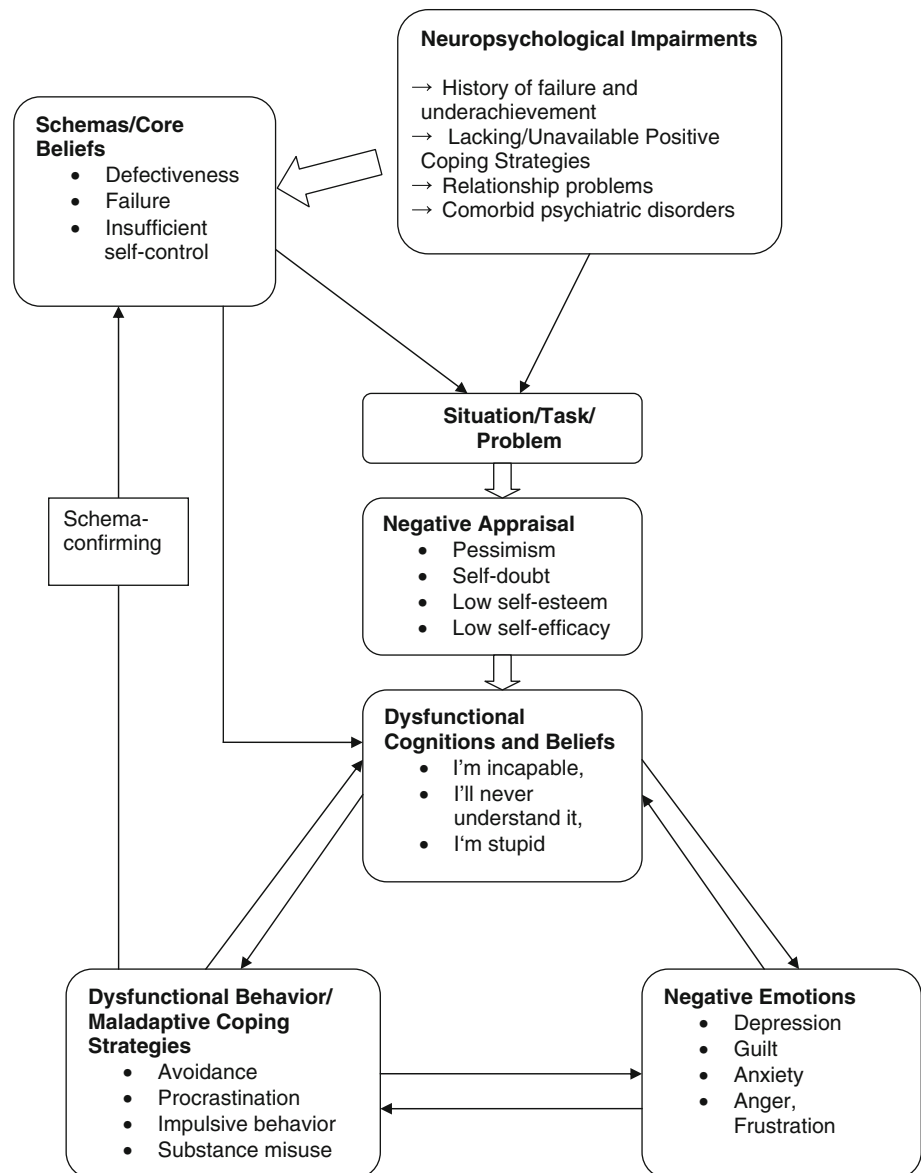 Neuropsychological Impairments
→ History of failure and
underachievement
→ Lacking/Unavailable Positive
Coping Strategies
→ Relationship problems
→ Comorbid psychiatric disorders
Schemas/Core
Beliefs
• Defectiveness
• Failure
• Insufficient
self-control
Situation/Task/
Problem
Schema-
confirming
Negative Appraisal
• Pessimism
• Self-doubt
• Low self-esteem
• Low self-efficacy
Dysfunctional
Cognitions and Beliefs
• I'm incapable,
• I'll never
understand it,
• I‘m stupid
Dysfunctional Behavior/
Maladaptive Coping
Strategies
• Avoidance
• Procrastination
• Impulsive behavior
• Substance misuse
Negative Emotions
• Depression
• Guilt
• Anxiety
• Anger,
Frustration